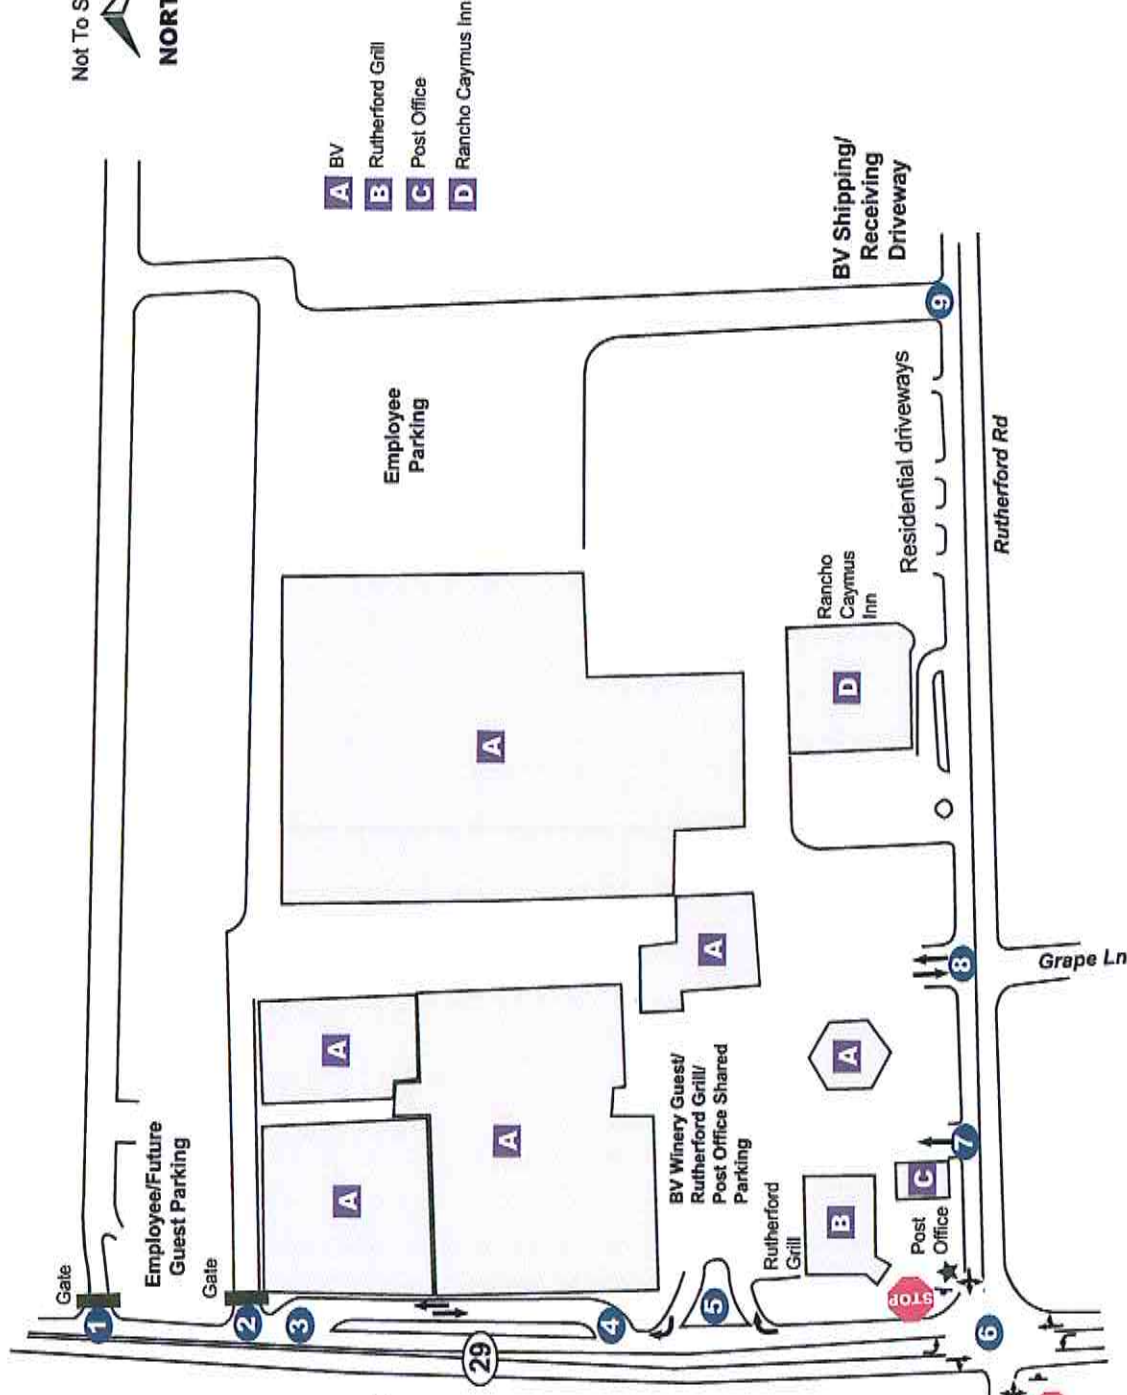 Not To S
NORT
A BV
B Rutherford Grill
C Post Office
D Rancho Caymus Inn
Gate
1
Employee/Future
Guest Parking
Gate
2
3
29
4
5
6
7
8
9
A
A
A
A
A
A
B
C
D
Employee
Parking
BV Shipping/
Receiving
Driveway
Residential driveways
Rutherford Rd
Rancho
Caymus
Inn
Grape Ln
BV Winery Guest/
Rutherford Grill/
Post Office Shared
Parking
Rutherford
Grill
Post
Office
STOP